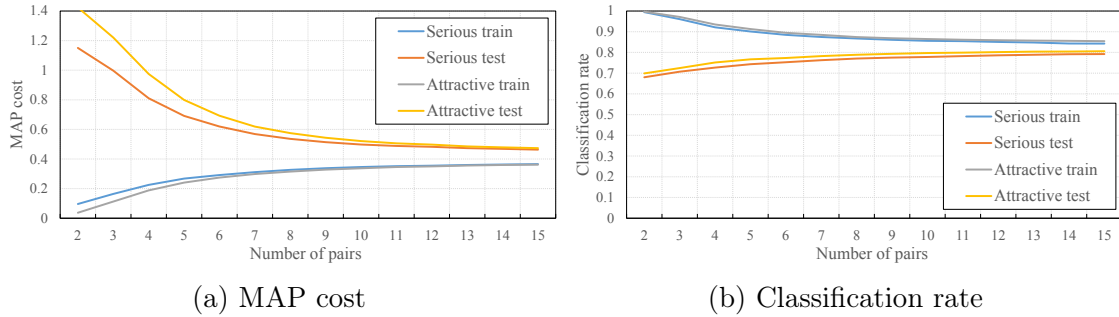 1.4
1.2
1
0.8
0.6
0.4
0.2
0
MAP cost
Serious train
Serious test
Attractive train
Attractive test
2 3 4 5 6 7 8 9 10 11 12 13 14 15
Number of pairs
(a) MAP cost
1
0.9
0.8
0.7
0.6
0.5
0.4
0.3
0.2
0.1
0
Classification rate
Serious train
Serious test
Attractive train
Attractive test
2 3 4 5 6 7 8 9 10 11 12 13 14 15
Number of pairs
(b) Classification rate